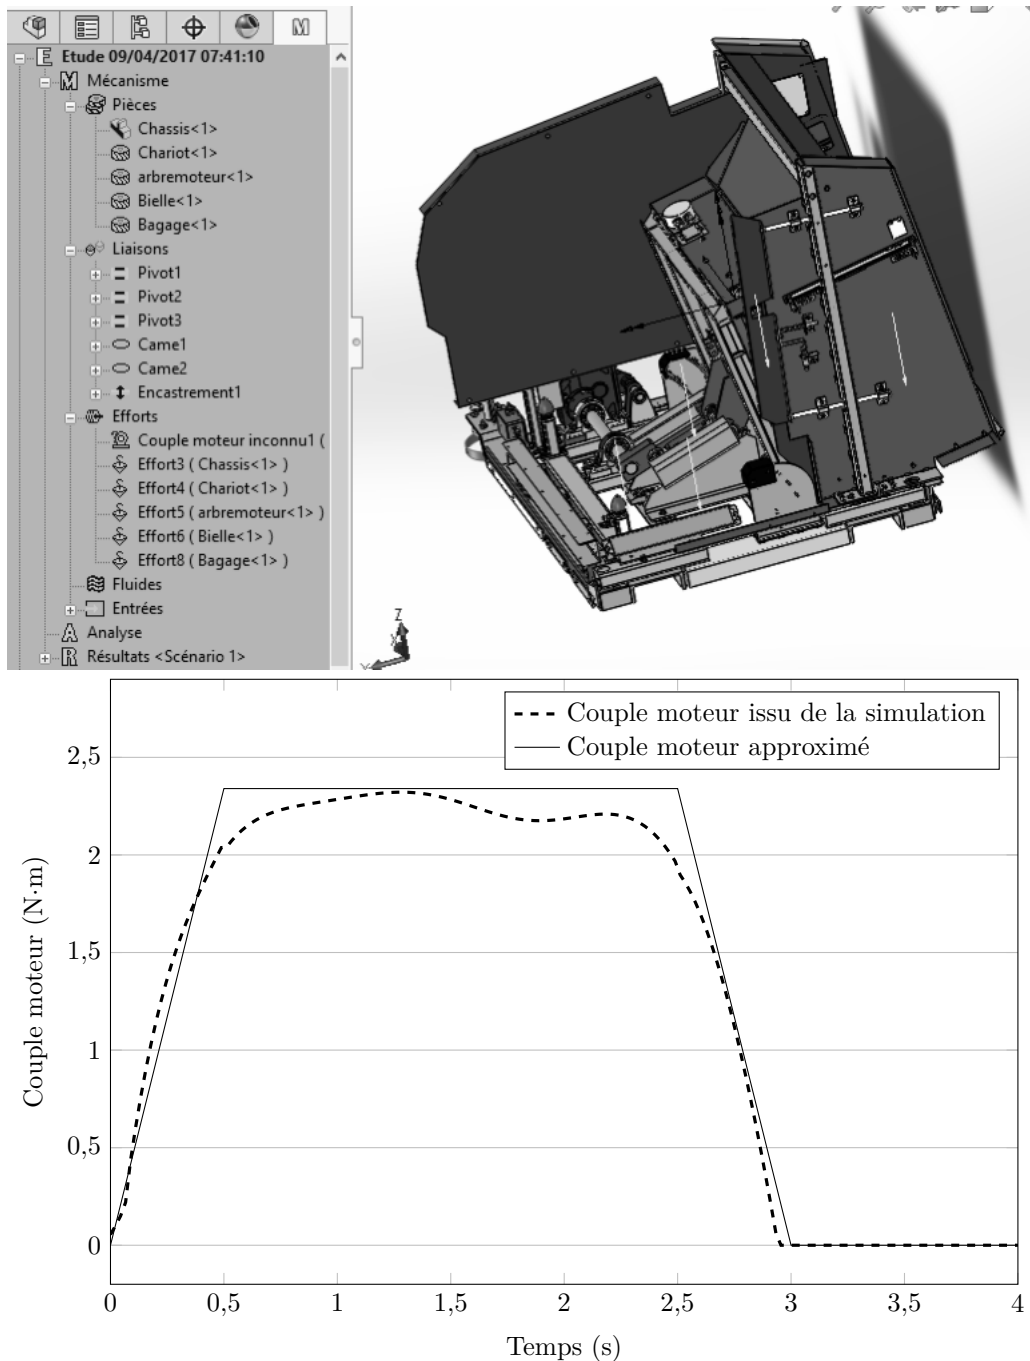 E Etude 09/04/2017 07:41:10
M Mécanisme
Pièces
Chassis<1>
Chariot<1>
arbremoteur<1>
Bielle<1>
Bagage<1>
Liaisons
Pivot1
Pivot2
Pivot3
Came1
Came2
Encastrement1
Efforts
Couple moteur inconnu1 (
Effort3 ( Chassis<1> )
Effort4 ( Chariot<1> )
Effort5 ( arbremoteur<1> )
Effort6 ( Bielle<1> )
Effort8 ( Bagage<1> )
Fluides
Entrées
A Analyse
R Résultats <Scénario 1>
Z
Couple moteur issu de la simulation
Couple moteur approximé
2,5
2
1,5
1
0,5
0
Couple moteur (N·m)
0 0,5 1 1,5 2 2,5 3 3,5 4
Temps (s)